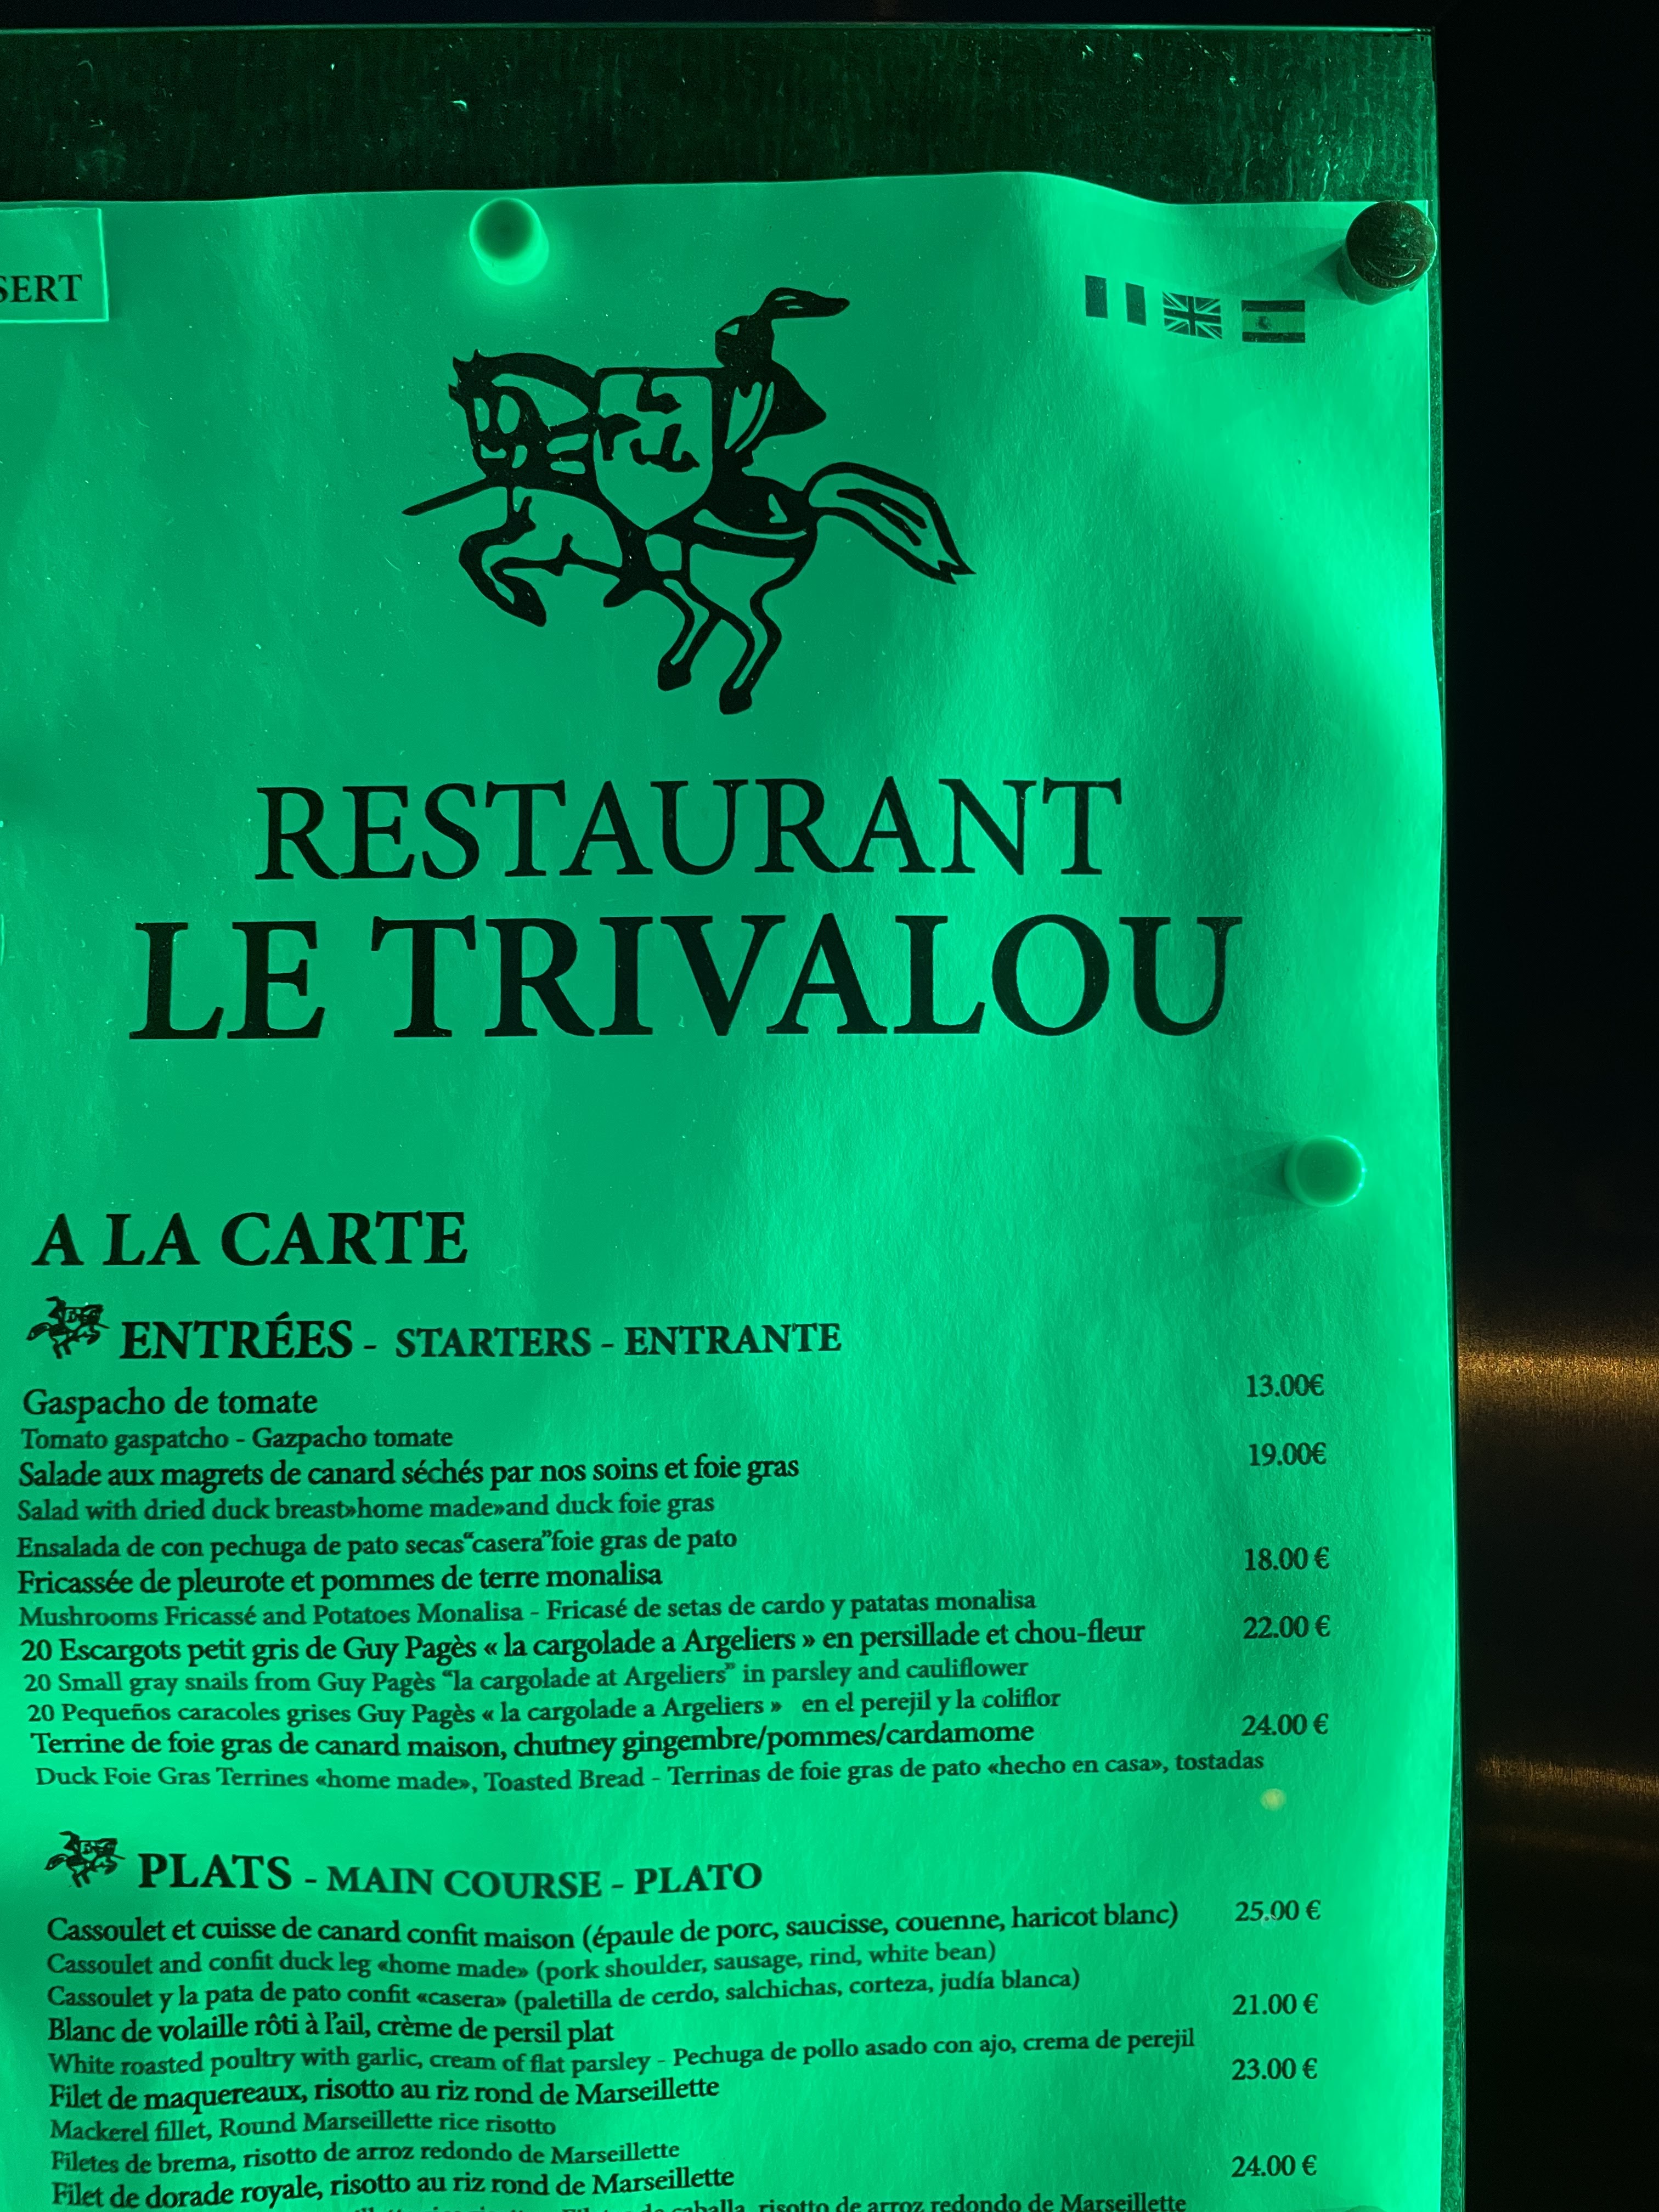 SERT
RESTAURANT
LE TRIVALOU
A LA CARTE
ENTRÉES - STARTERS - ENTRANTE
Gaspacho de tomate 13.00€
Tomato gaspatcho - Gazpacho tomate
Salade aux magrets de canard séchés par nos soins et foie gras 19.00€
Salad with dried duck breast»home made»and duck foie gras
Ensalada de con pechuga de pato secas“casera”foie gras de pato
Fricassée de pleurote et pommes de terre monalisa 18.00 €
Mushrooms Fricassé and Potatoes Monalisa - Fricasé de setas de cardo y patatas monalisa
20 Escargots petit gris de Guy Pagès « la cargolade a Argeliers » en persillade et chou-fleur 22.00 €
20 Small gray snails from Guy Pagès “la cargolade at Argeliers” in parsley and cauliflower
20 Pequeños caracoles grises Guy Pagès « la cargolade a Argeliers » en el perejil y la coliflor
Terrine de foie gras de canard maison, chutney gingembre/pommes/cardamome 24.00 €
Duck Foie Gras Terrines «home made», Toasted Bread - Terrinas de foie gras de pato «hecho en casa», tostadas
PLATS - MAIN COURSE - PLATO
Cassoulet et cuisse de canard confit maison (épaule de porc, saucisse, couenne, haricot blanc) 25.00 €
Cassoulet and confit duck leg «home made» (pork shoulder, sausage, rind, white bean)
Cassoulet y la pata de pato confit «casera» (paletilla de cerdo, salchichas, corteza, judía blanca)
Blanc de volaille rôti à l'ail, crème de persil plat 21.00 €
White roasted poultry with garlic, cream of flat parsley - Pechuga de pollo asado con ajo, crema de perejil
Filet de maquereaux, risotto au riz rond de Marseillette 23.00 €
Mackerel fillet, Round Marseillette rice risotto
Filetes de brema, risotto de arroz redondo de Marseillette
Filet de dorade royale, risotto au riz rond de Marseillette 24.00 €
caballa, risotto de arroz redondo de Marseillette